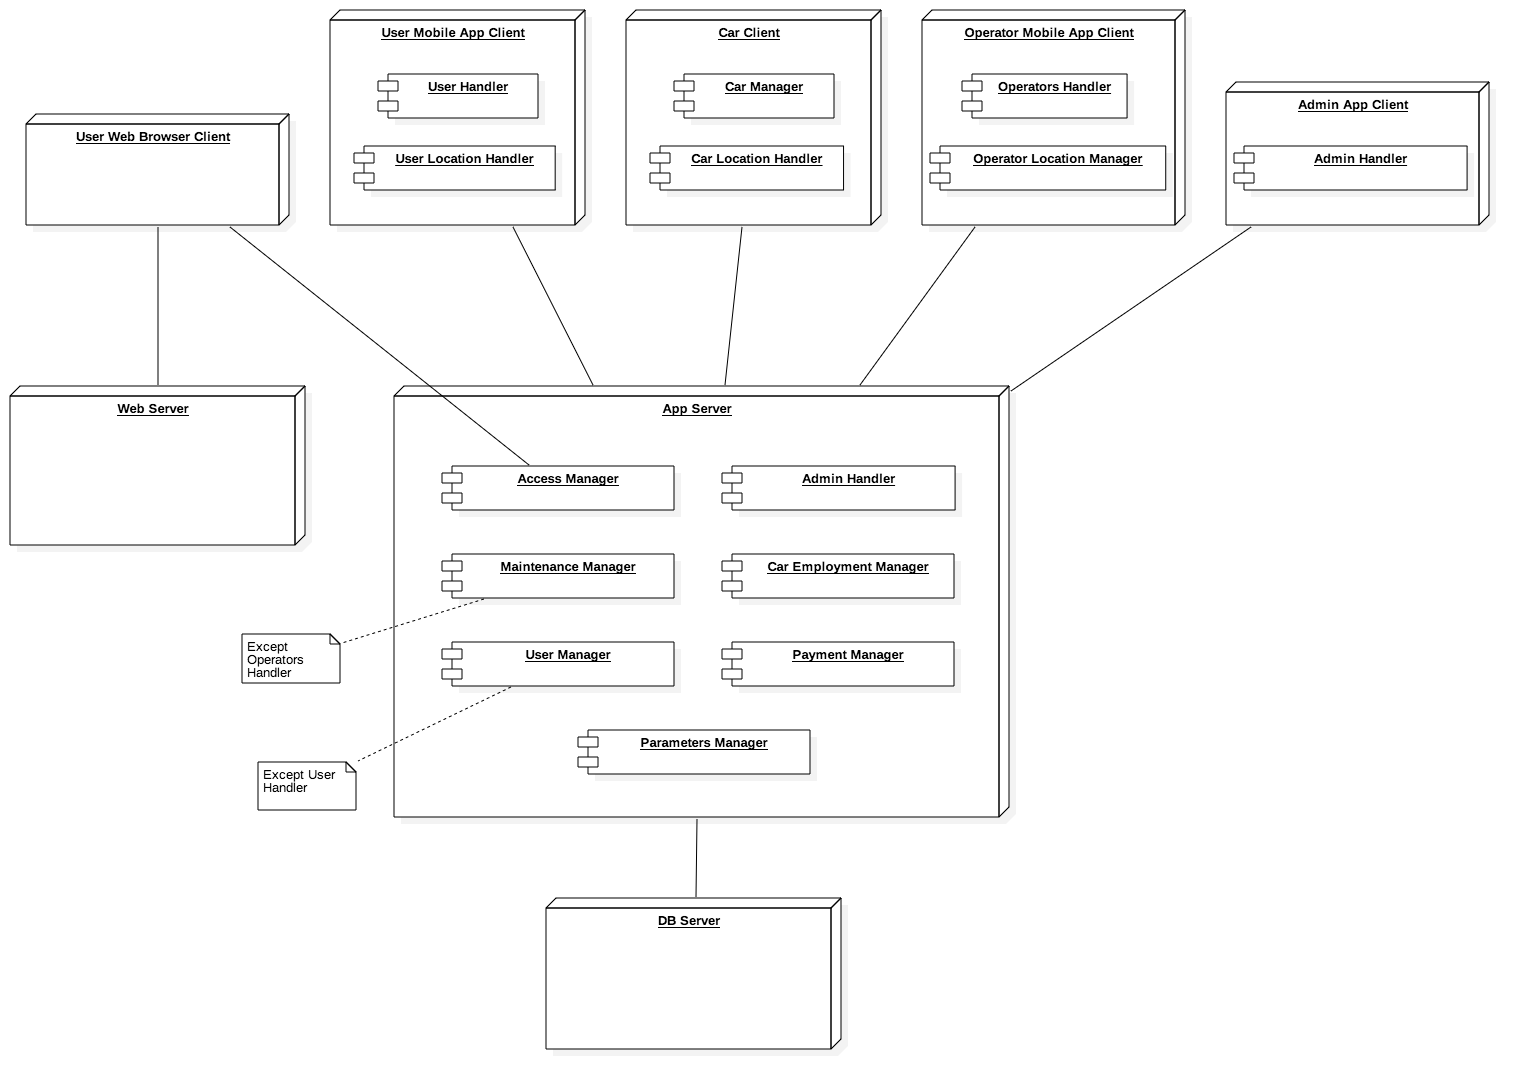 User Mobile App Client
Car Client
Operator Mobile App Client
User Handler
Car Manager
Operators Handler
Admin App Client
User Web Browser Client
User Location Handler
Car Location Handler
Operator Location Manager
Admin Handler
Web Server
App Server
Access Manager
Admin Handler
Maintenance Manager
Car Employment Manager
Except
Operators
Handler
User Manager
Payment Manager
Parameters Manager
Except User
Handler
DB Server